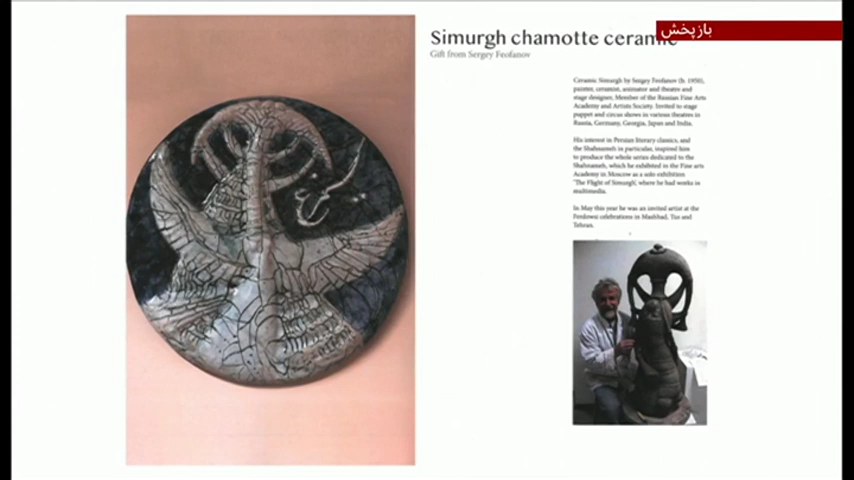 بازپخش
Simurgh chamotte ceramic
Gift from Sergey Feofanov
Ceramic Simurgh by Sergey Feofanov (b. 1950),
painter, ceramist, animator and theatre and
stage designer, Member of the Russian Fine Arts
Academy and Artists Society. Invited to stage
puppet and circus shows in various theatres in
Russia, Germany, Georgia, Japan and India.
His interest in Persian literary classics, and
the Shahnameh in particular, inspired him
to produce the whole series dedicated to the
Shahnameh, which he exhibited in the Fine arts
Academy in Moscow as a solo exhibition
'The Flight of Simurgh', where he had works in
multimedia.
In May this year he was an invited artist at the
Ferdowsi celebrations in Mashhad, Tus and
Tehran.